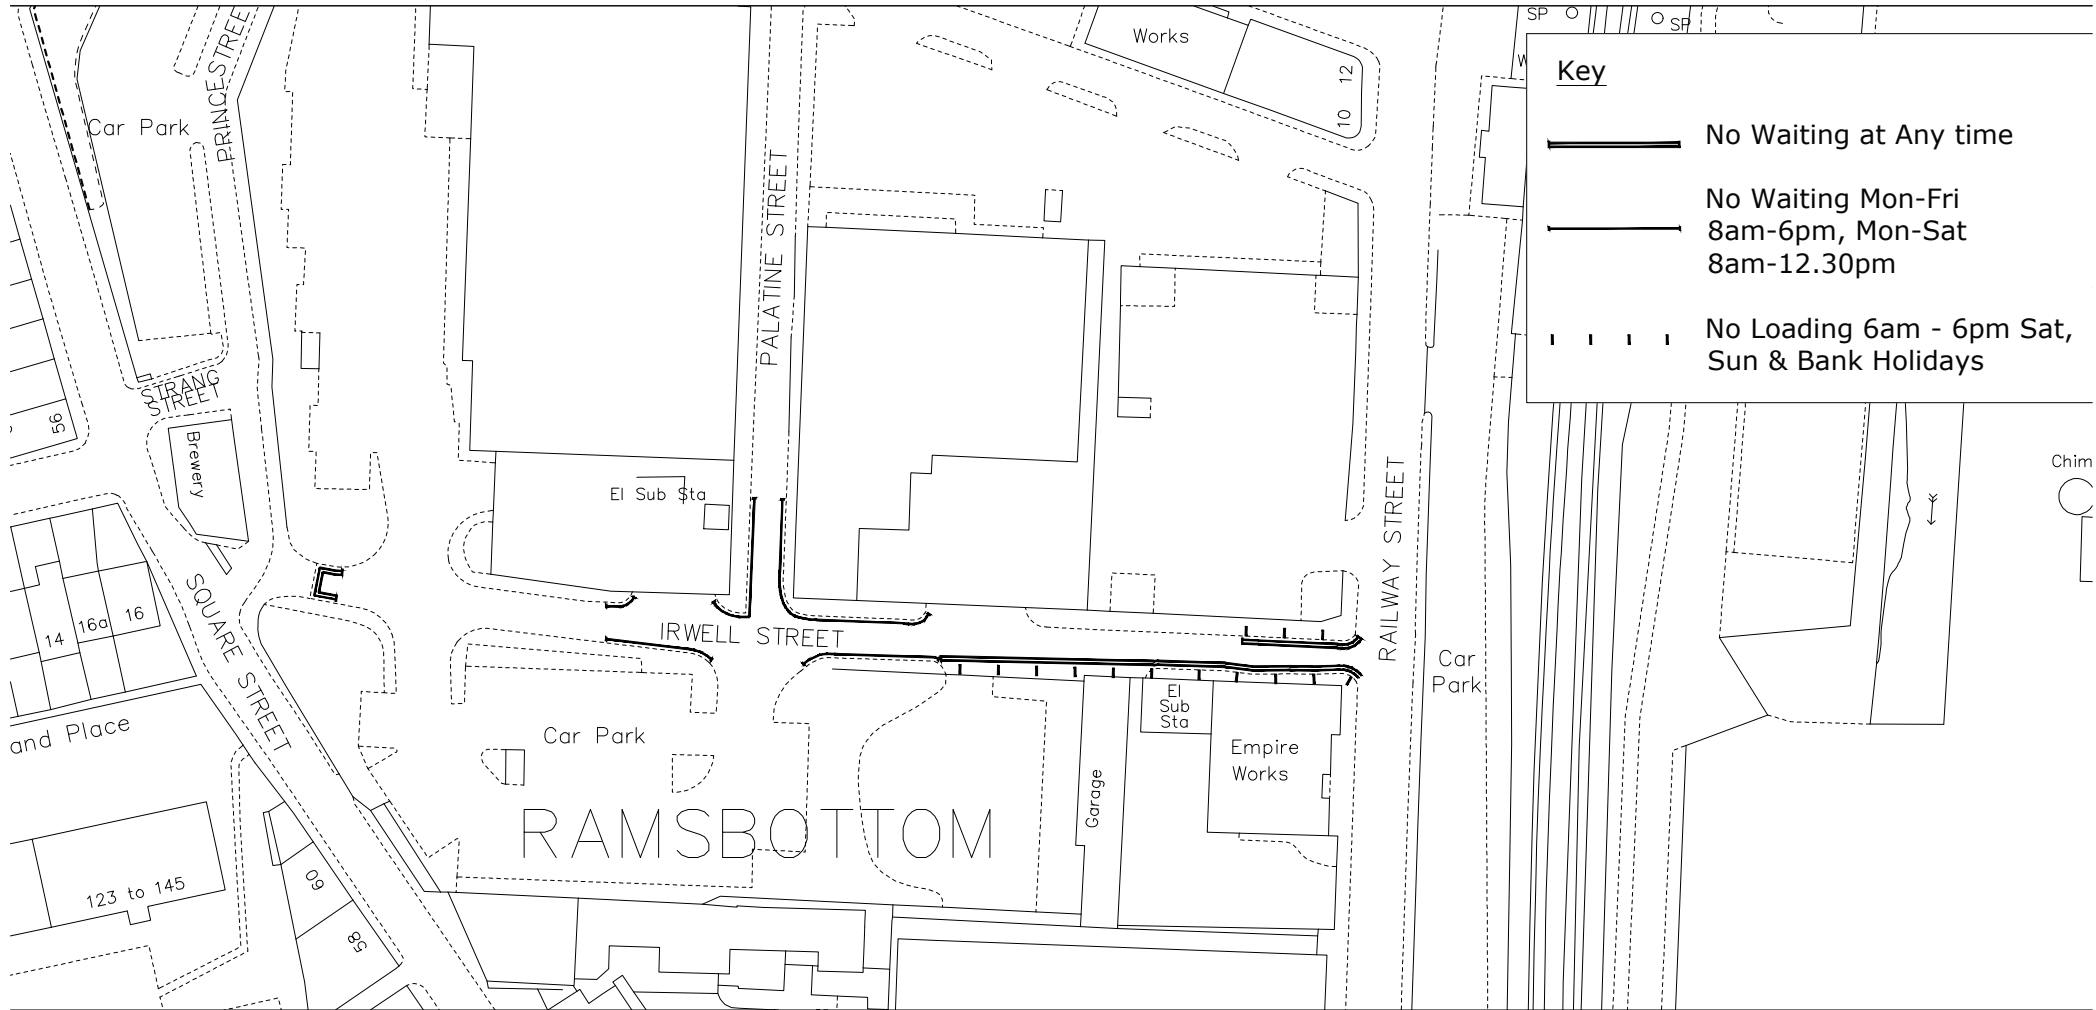 SP
SP
Works
12
10
Key
No Waiting at Any time
No Waiting Mon-Fri
8am-6pm, Mon-Sat
8am-12.30pm
No Loading 6am - 6pm Sat,
Sun & Bank Holidays
PRINCESTREE
Car Park
PALATINE STREET
STRANG
STREET
56
Brewery
El Sub Sta
Chim
RAILWAY STREET
SQUARE STREET
14
16a
16
IRWELL STREET
Car
Park
El
Sub
Sta
and Place
Car Park
Empire
Works
Garage
RAMSBOTTOM
123 to 145
60
58